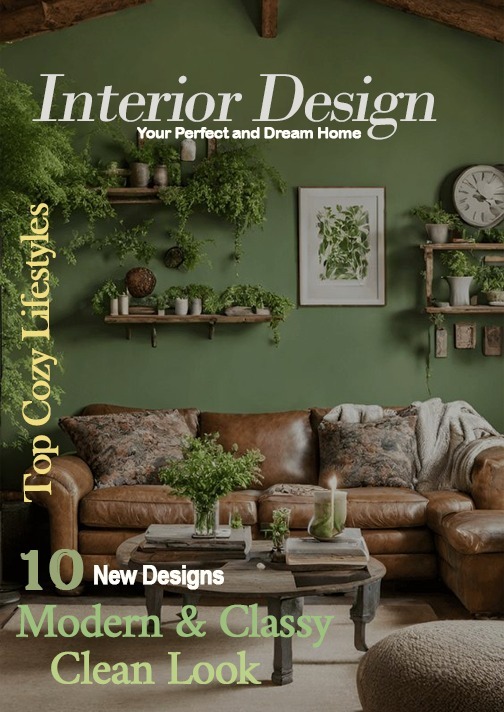 Interior Design
Your Perfect and Dream Home
Top Cozy Lifestyles
10 New Designs
Modern & Classy
Clean Look